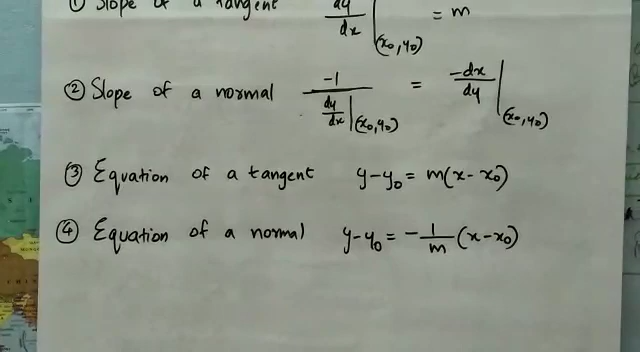 ① Slope of a tangent dy/dx|(x₀,y₀) = m
② Slope of a normal -1/(dy/dx|(x₀,y₀)) = -dx/dy|(x₀,y₀)
③ Equation of a tangent y-y₀ = m(x-x₀)
④ Equation of a normal y-y₀ = -1/m (x-x₀)